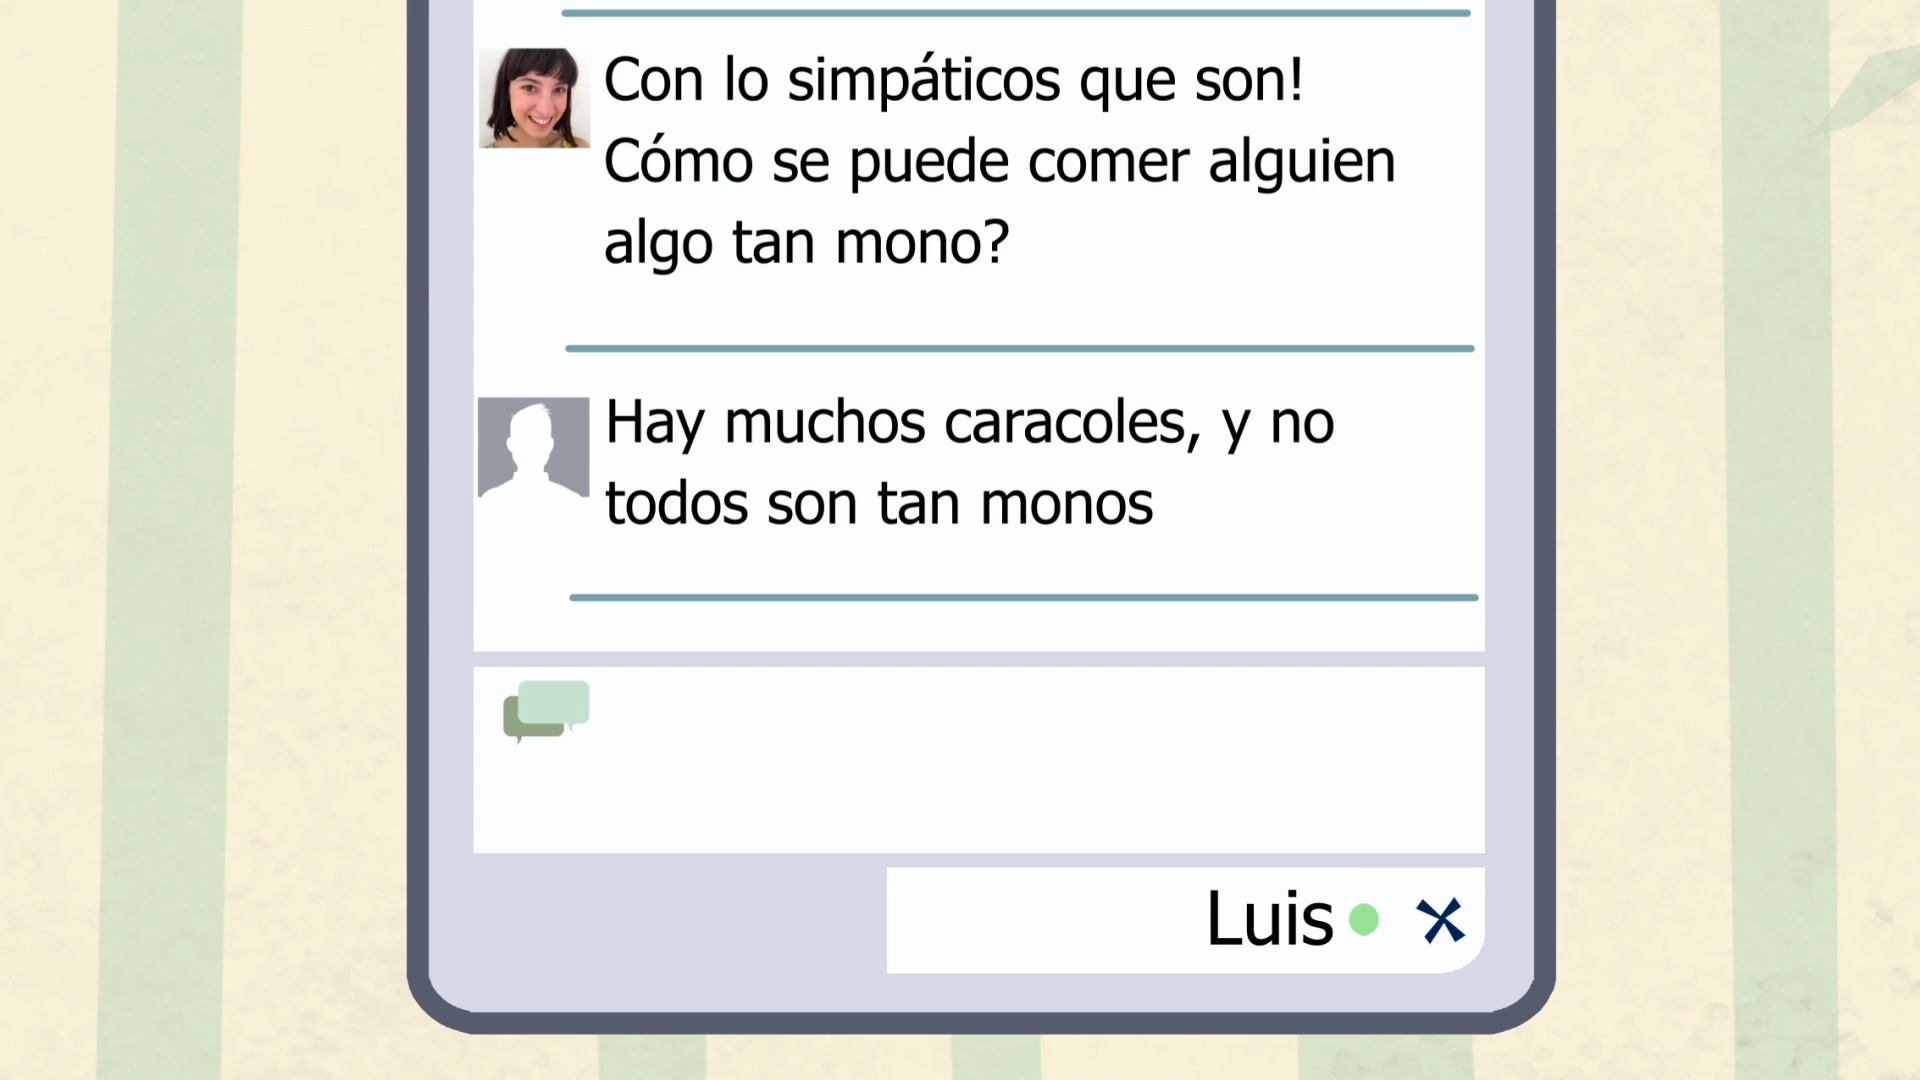 Con lo simpáticos que son!
Cómo se puede comer alguien
algo tan mono?
Hay muchos caracoles, y no
todos son tan monos
Luis